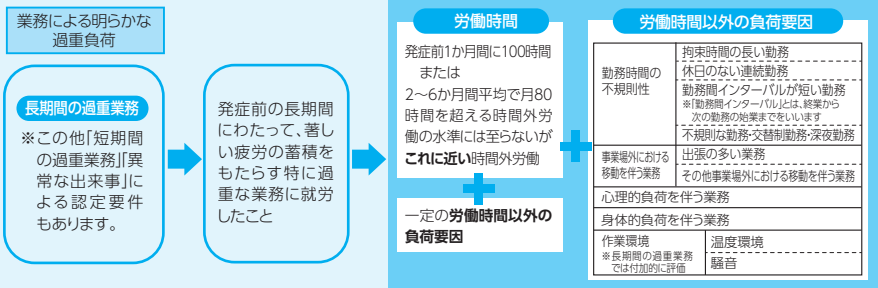 業務による明らかな
過重負荷
長期間の過重業務
※この他「短期間
の過重業務」「異
常な出来事」に
よる認定要件
もあります。
発症前の長期間
にわたって、著し
い疲労の蓄積を
もたらす特に過
重な業務に就労
したこと
労働時間
発症前1か月間に100時間
または
2～6か月間平均で月80
時間を超える時間外労
働の水準には至らないが
これに近い時間外労働
一定の労働時間以外の
負荷要因
労働時間以外の負荷要因
勤務時間の
不規則性
拘束時間の長い勤務
休日のない連続勤務
勤務間インターバルが短い勤務
※「勤務間インターバル」とは、終業から
次の勤務の始業までをいいます
不規則な勤務・交替制勤務・深夜勤務
事業場外における
移動を伴う業務
出張の多い業務
その他事業場外における移動を伴う業務
心理的負荷を伴う業務
身体的負荷を伴う業務
作業環境
※長期間の過重業務
では付加的に評価
温度環境
騒音